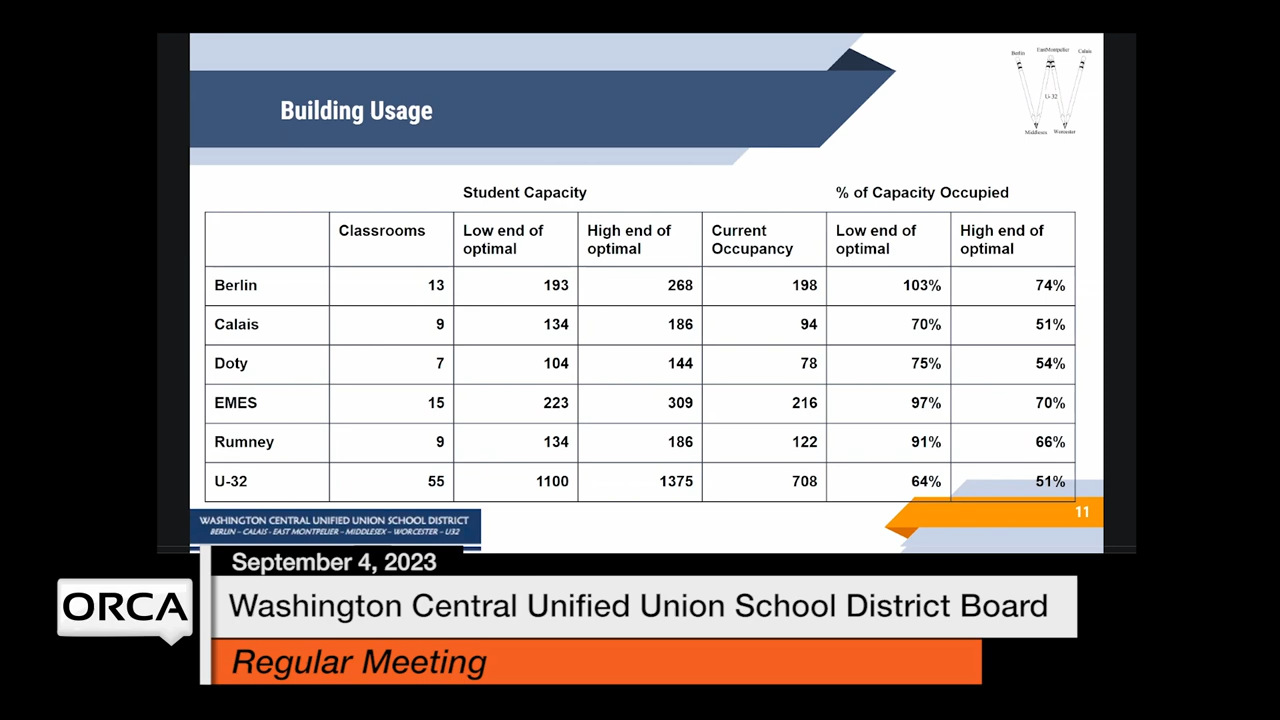 Building Usage
Berlin
EastMontpelier
Calais
U-32
Middlesex
Worcester
Student Capacity
% of Capacity Occupied
Classrooms
Low end of optimal
High end of optimal
Current Occupancy
Low end of optimal
High end of optimal
Berlin 13 193 268 198 103% 74%
Calais 9 134 186 94 70% 51%
Doty 7 104 144 78 75% 54%
EMES 15 223 309 216 97% 70%
Rumney 9 134 186 122 91% 66%
U-32 55 1100 1375 708 64% 51%
11
WASHINGTON CENTRAL UNIFIED UNION SCHOOL DISTRICT
BERLIN – CALAIS - EAST MONTPELIER – MIDDLESEX – WORCESTER – U32
September 4, 2023
ORCA
Washington Central Unified Union School District Board
Regular Meeting